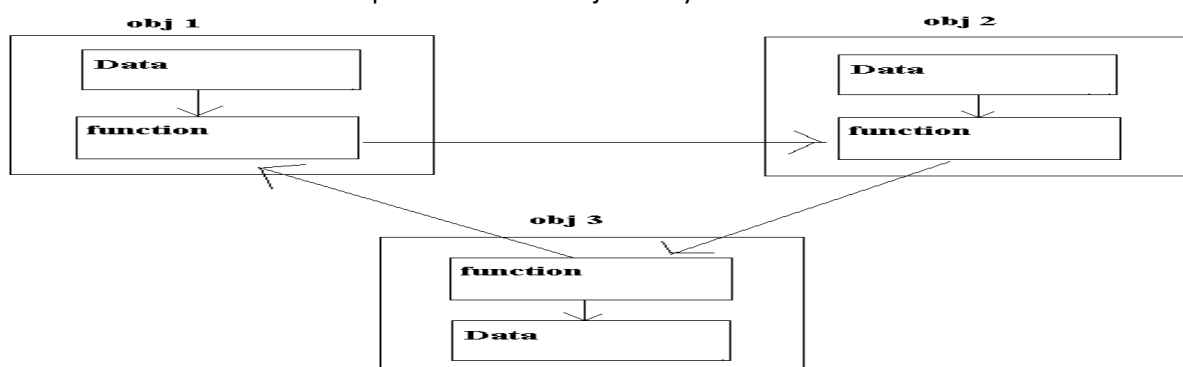 obj 1
obj 2
Data
Data
function
function
obj 3
function
Data